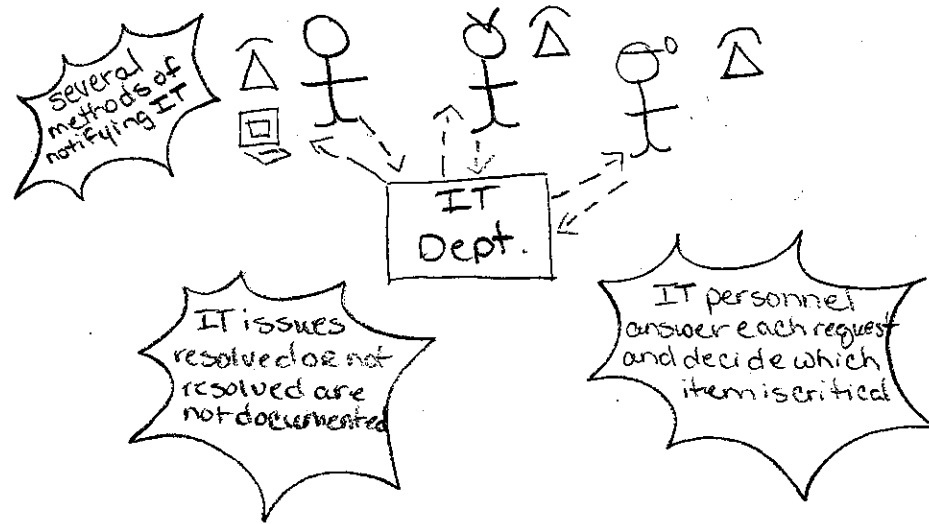 several
methods of
notifying IT
IT
Dept.
IT issues
resolved or not
resolved are
not documented
IT personnel
answer each request
and decide which
item is critical